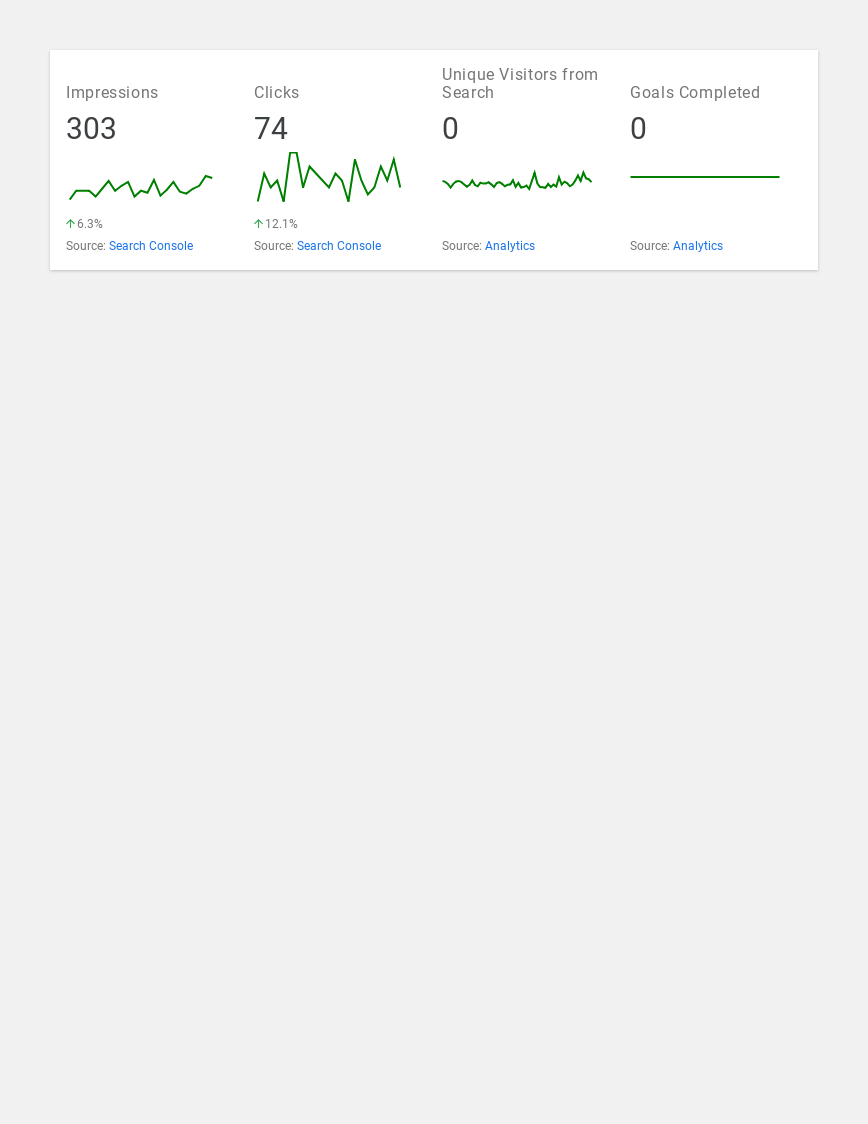 Impressions
303
6.3%
Source: Search Console
Clicks
74
12.1%
Source: Search Console
Unique Visitors from
Search
0
Source: Analytics
Goals Completed
0
Source: Analytics